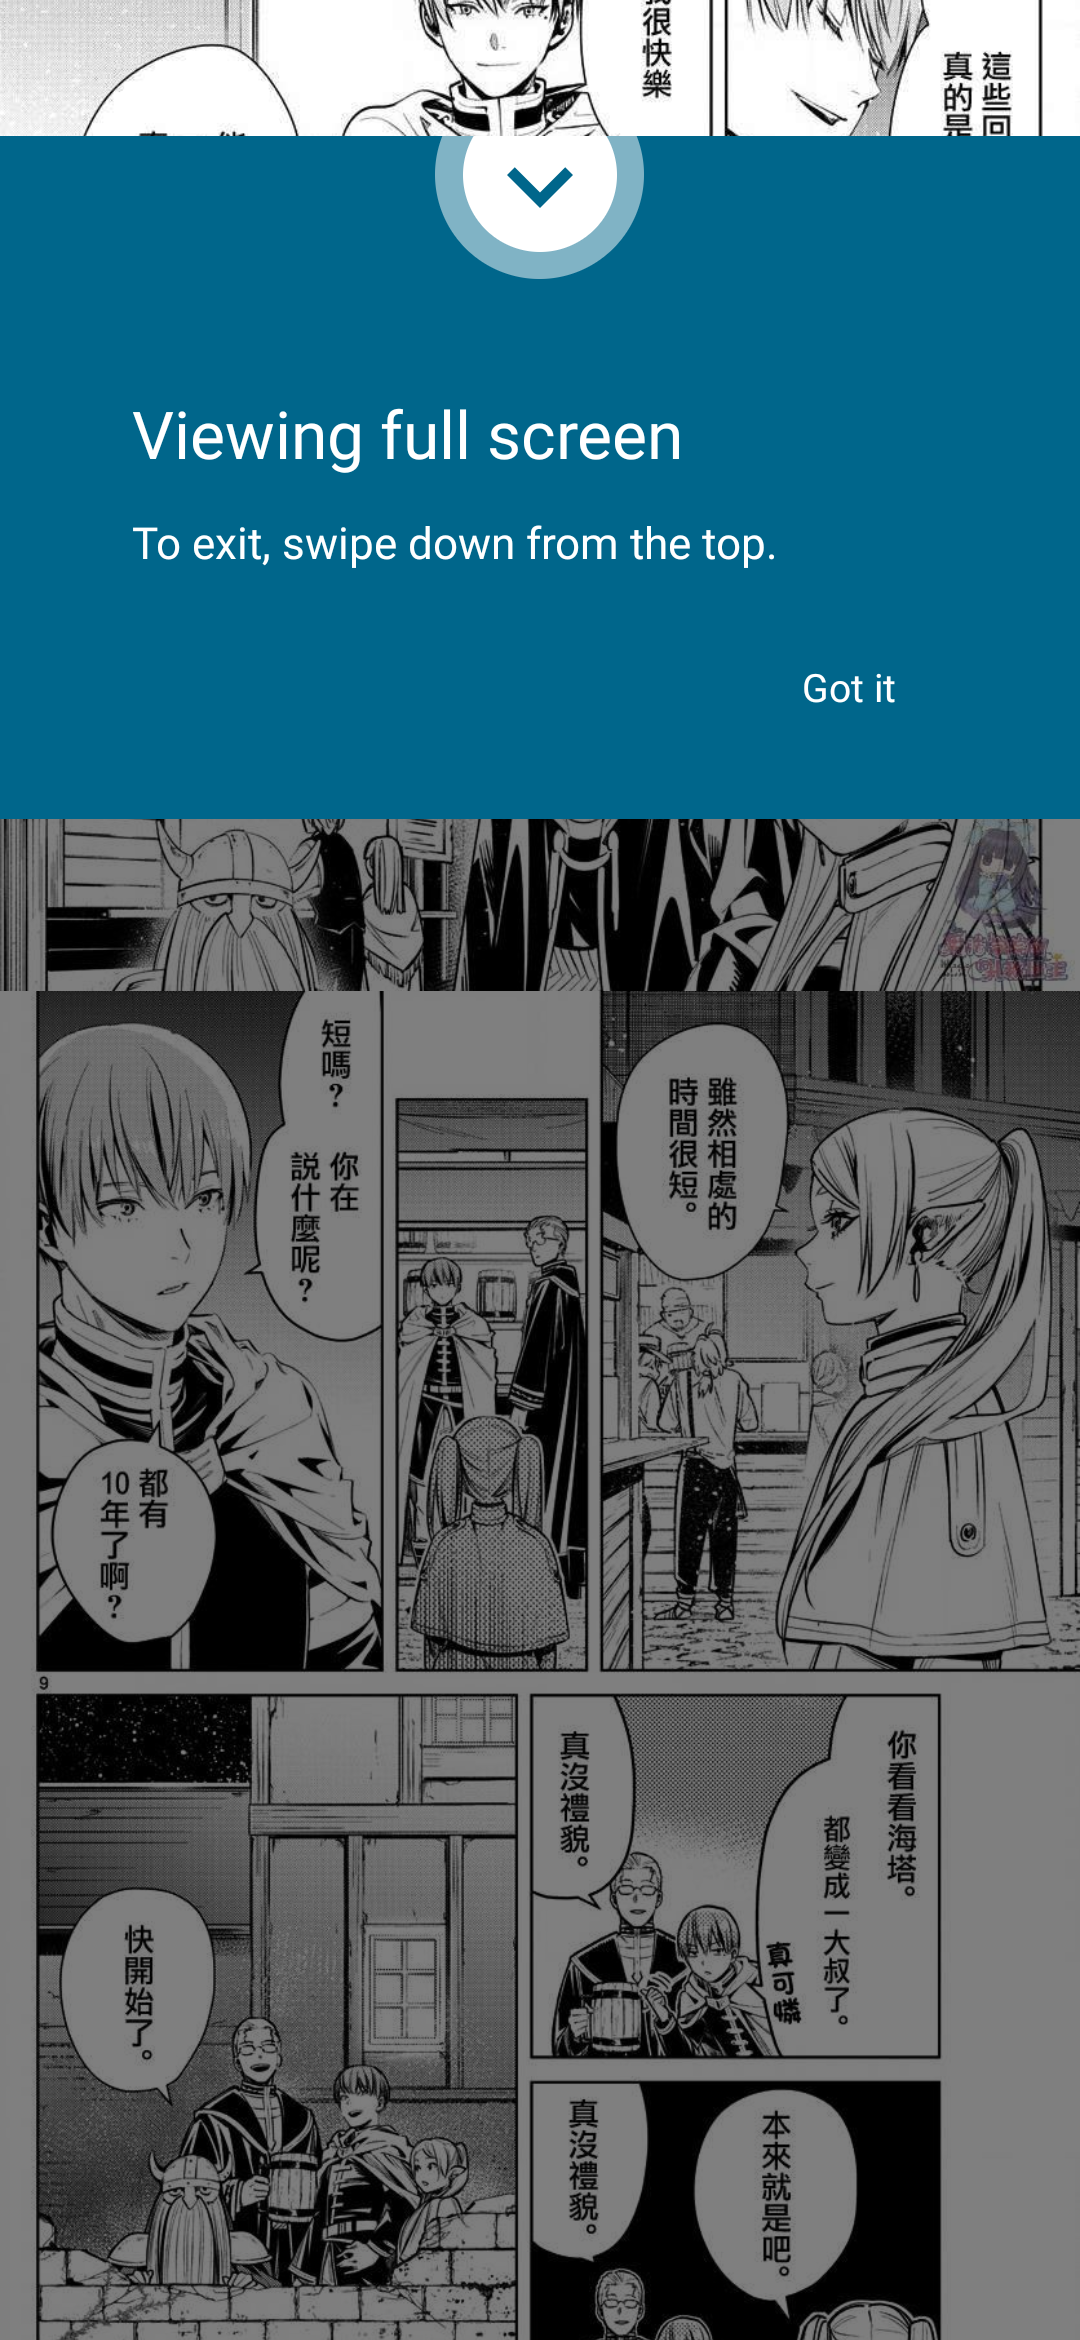 這些回
真的是
我很快樂
Viewing full screen
To exit, swipe down from the top.
Got it
雖然相處的
時間很短。
短嗎？
你在
説什麼呢？
都有
10年了啊？
9
你看看海塔。
都變成一大叔了。
真可憐
真沒禮貌。
本來就是吧。
真沒禮貌。
快開始了。